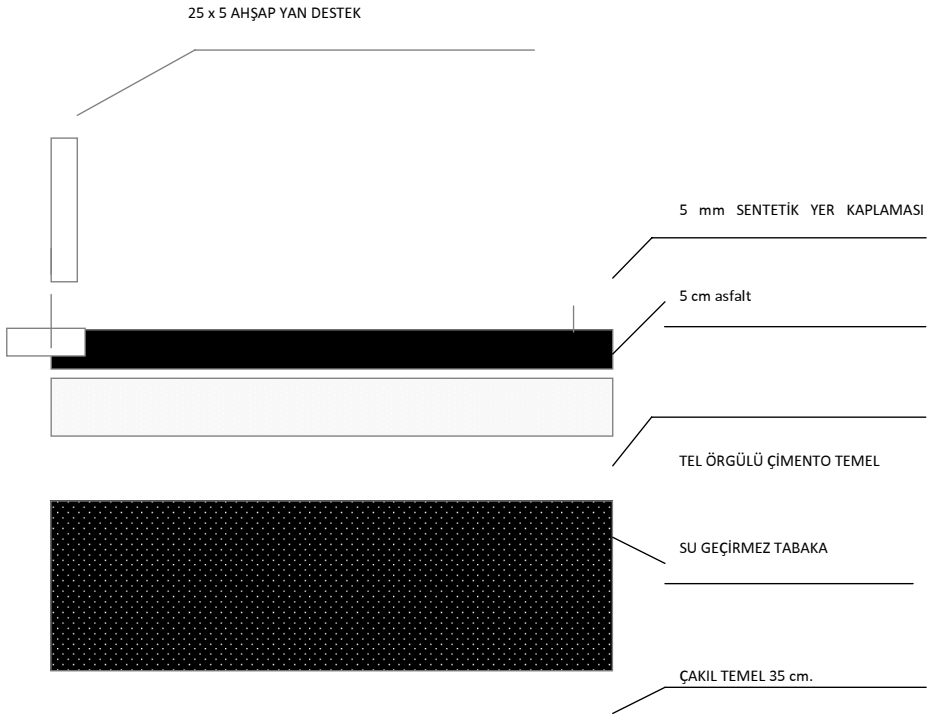 25 x 5 AHŞAP YAN DESTEK
5 mm SENTETİK YER KAPLAMASI
5 cm asfalt
TEL ÖRGÜLÜ ÇİMENTO TEMEL
SU GEÇİRMEZ TABAKA
ÇAKIL TEMEL 35 cm.